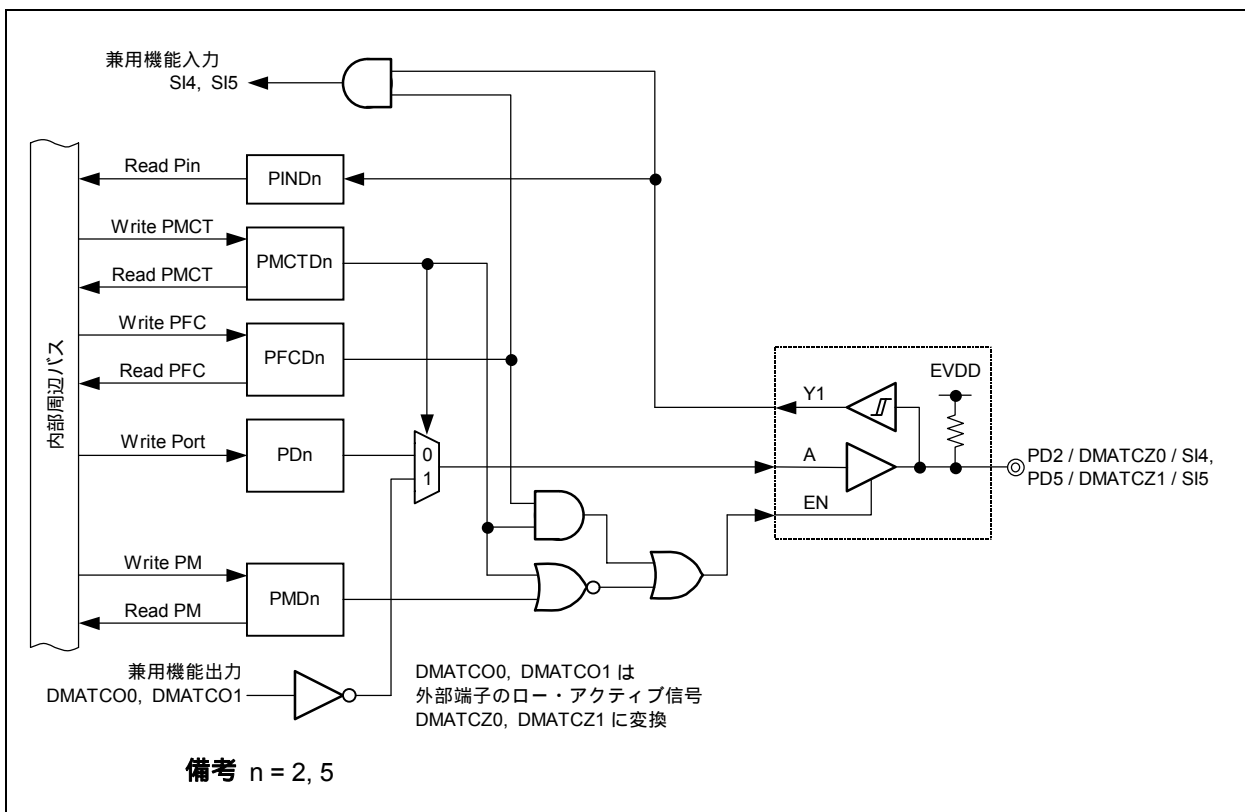 兼用機能入力
SI4, SI5
内部周辺バス
Read Pin
PINDn
Write PMCT
PMCTDn
Read PMCT
Write PFC
PFCDn
Read PFC
EVDD
Y1
Write Port
PDn
0
1
A
PD2 / DMATCZ0 / SI4,
PD5 / DMATCZ1 / SI5
EN
Write PM
PMDn
Read PM
兼用機能出力
DMATCO0, DMATCO1
DMATCO0, DMATCO1 は
外部端子のロー・アクティブ信号
DMATCZ0, DMATCZ1 に変換
備考 n = 2, 5